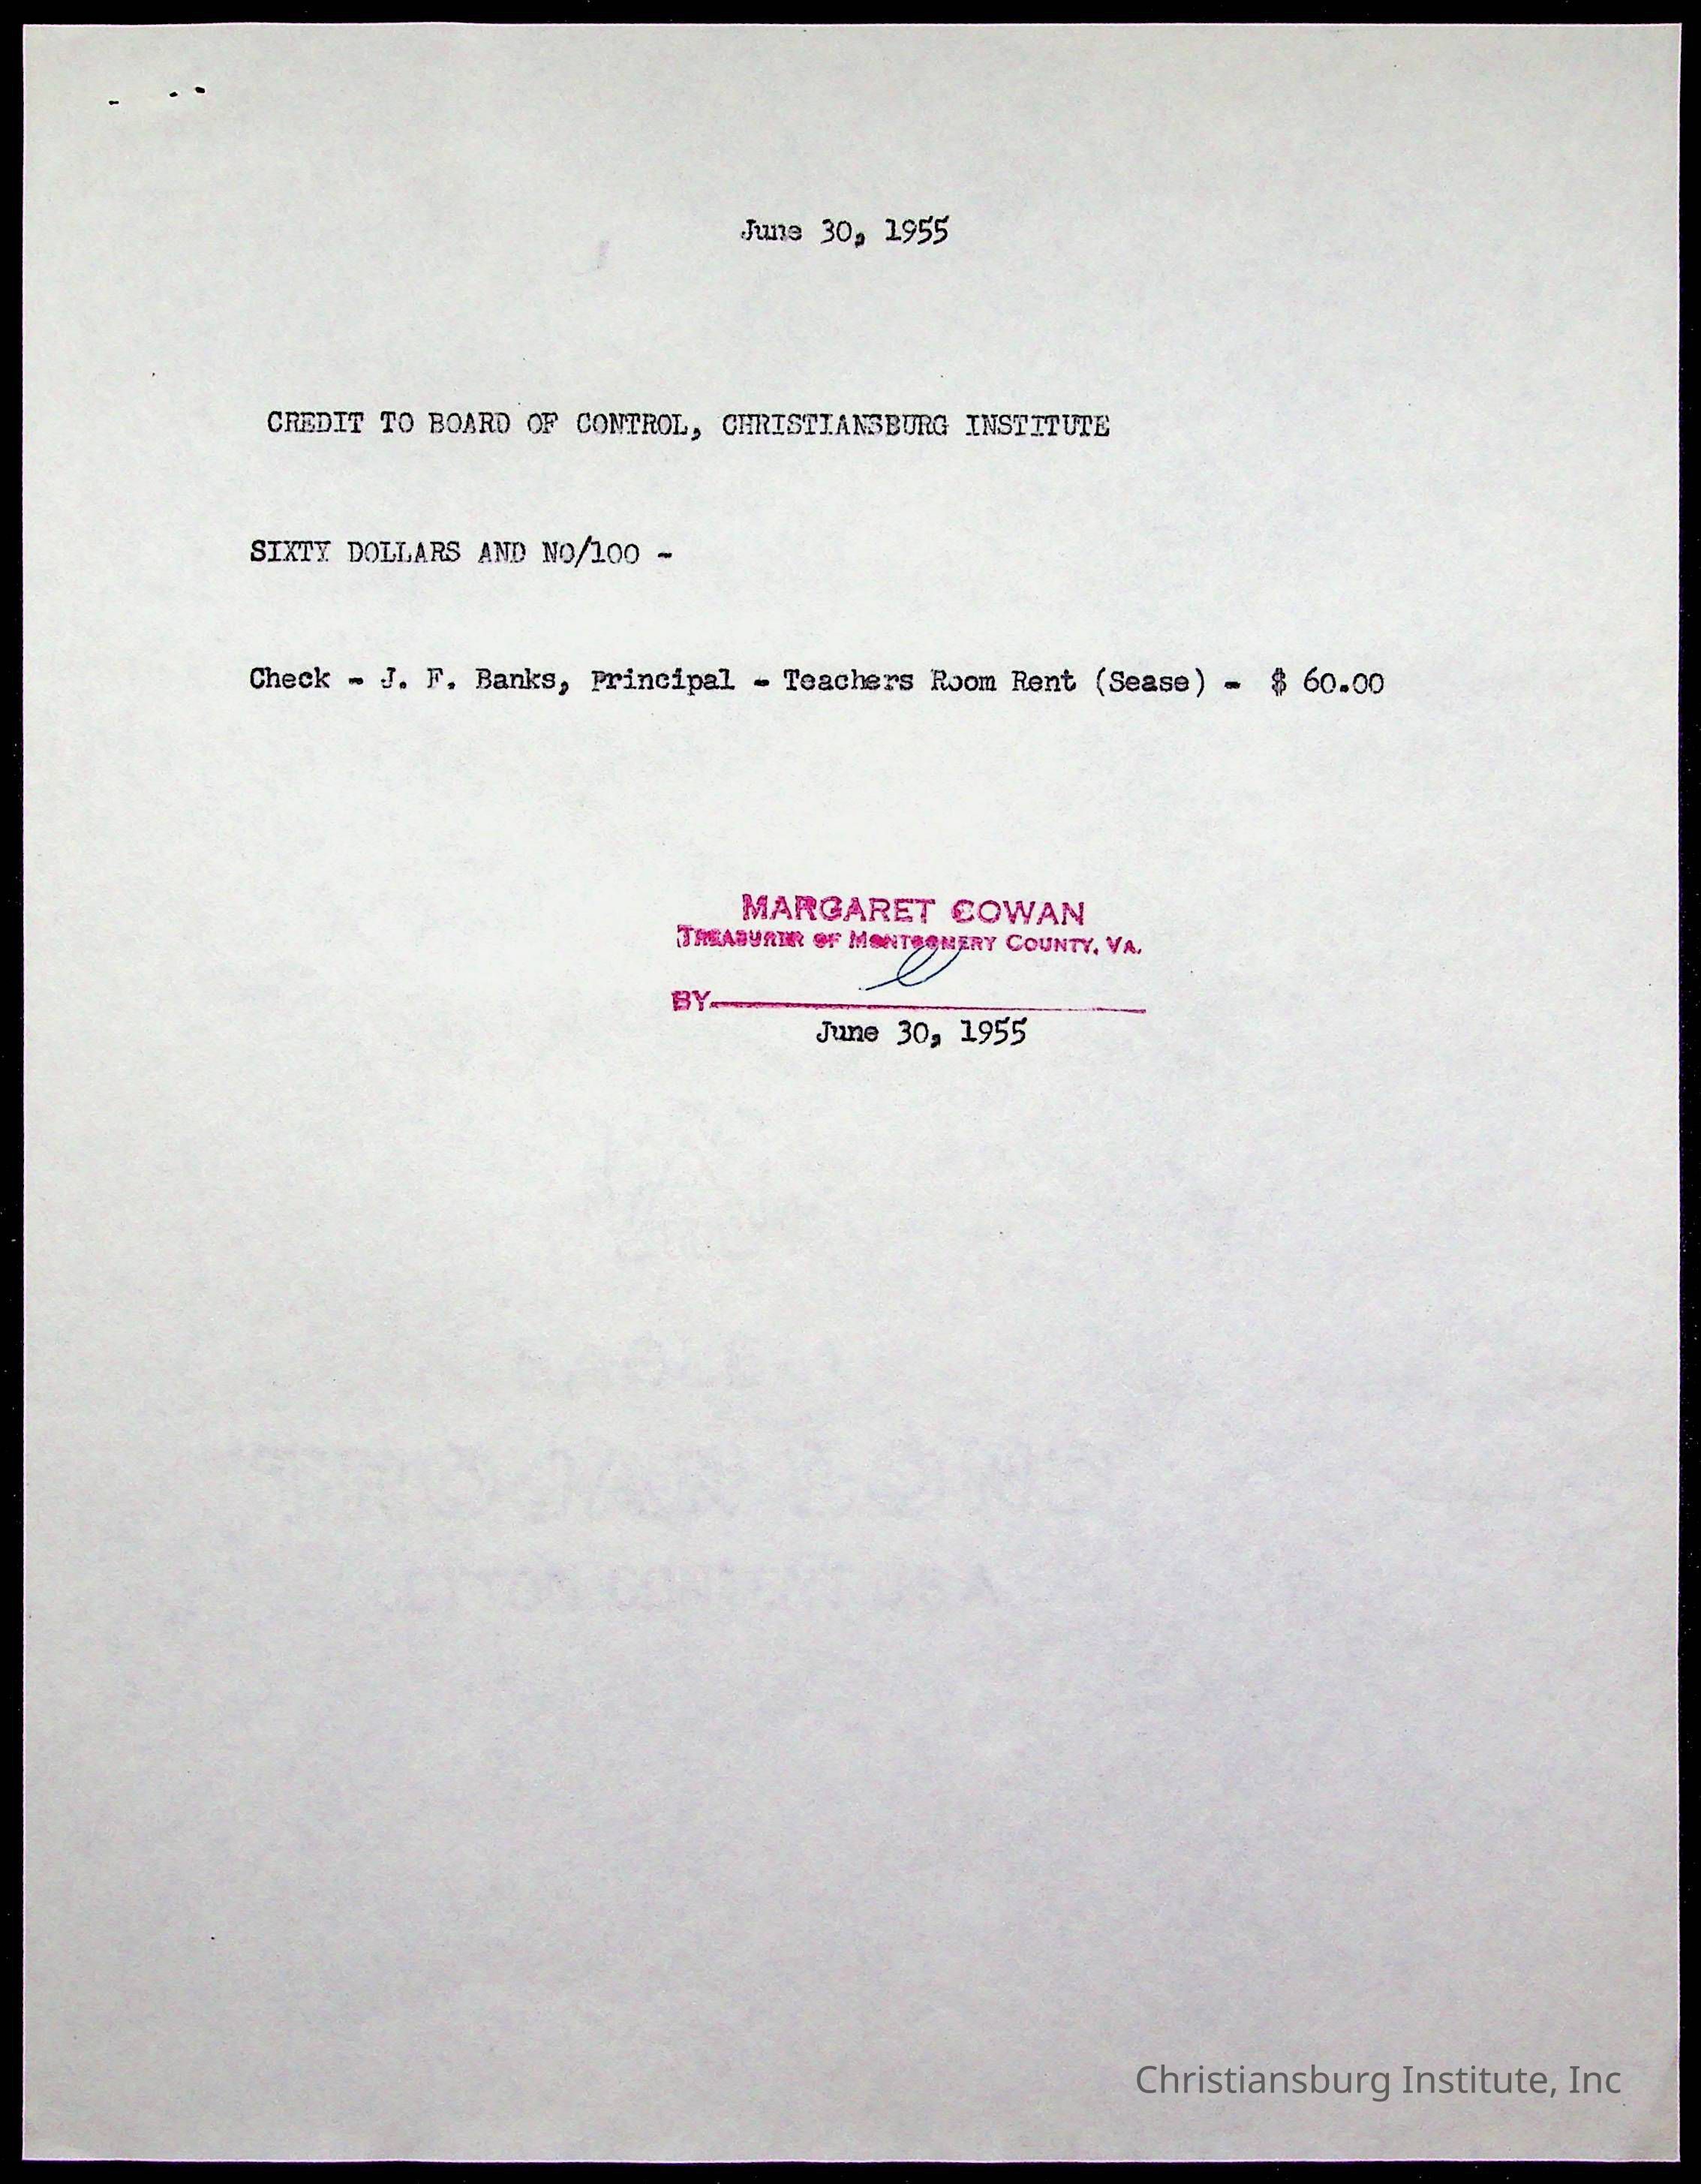 June 30, 1955
CREDIT TO BOARD OF CONTROL, CHRISTIANSBURG INSTITUTE
SIXTY DOLLARS AND NO/100 -
Check - J. F. Banks, Principal - Teachers Room Rent (Sease) - $ 60.00
MARGARET COWAN
TREASURER OF MONTGOMERY COUNTY, VA.
BY
June 30, 1955
Christiansburg Institute, Inc